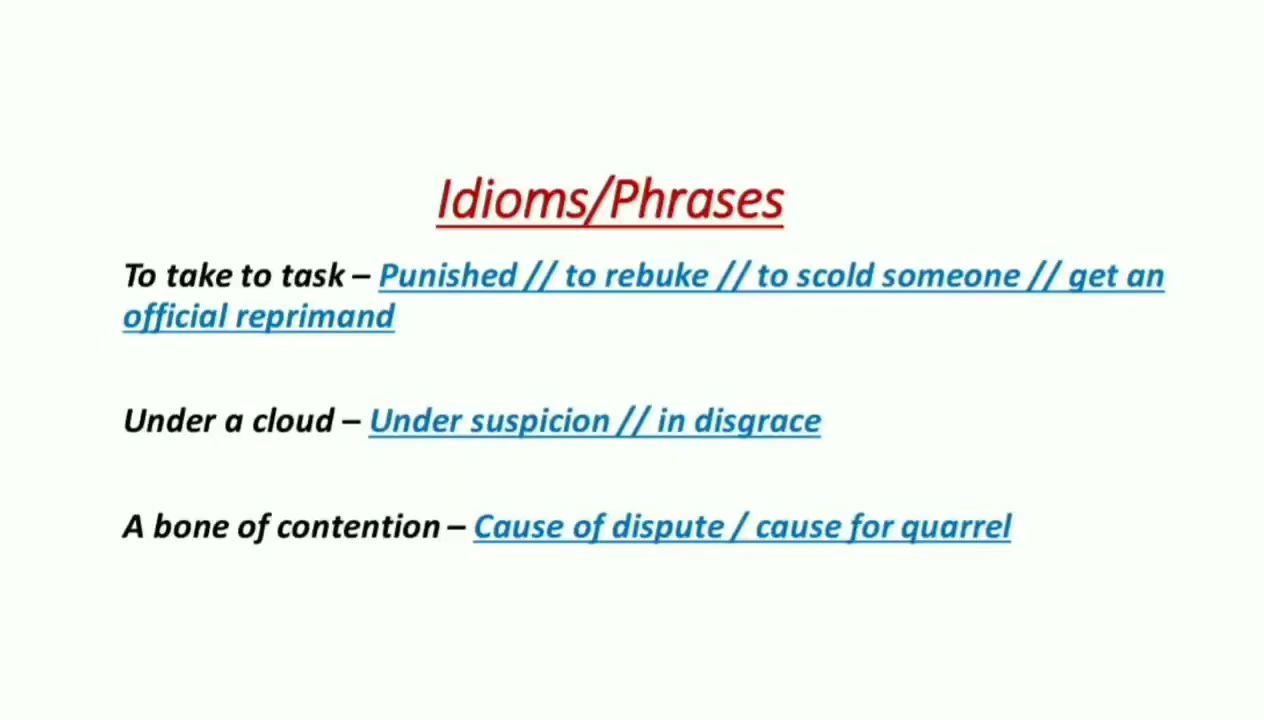 Idioms/Phrases
To take to task – Punished // to rebuke // to scold someone // get an
official reprimand
Under a cloud – Under suspicion // in disgrace
A bone of contention – Cause of dispute / cause for quarrel